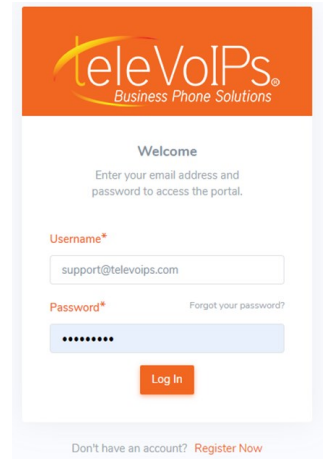 teleVoIPs®
Business Phone Solutions
Welcome
Enter your email address and
password to access the portal.
Username*
support@televoips.com
Password* Forgot your password?
•••••••••
Log In
Don't have an account? Register Now